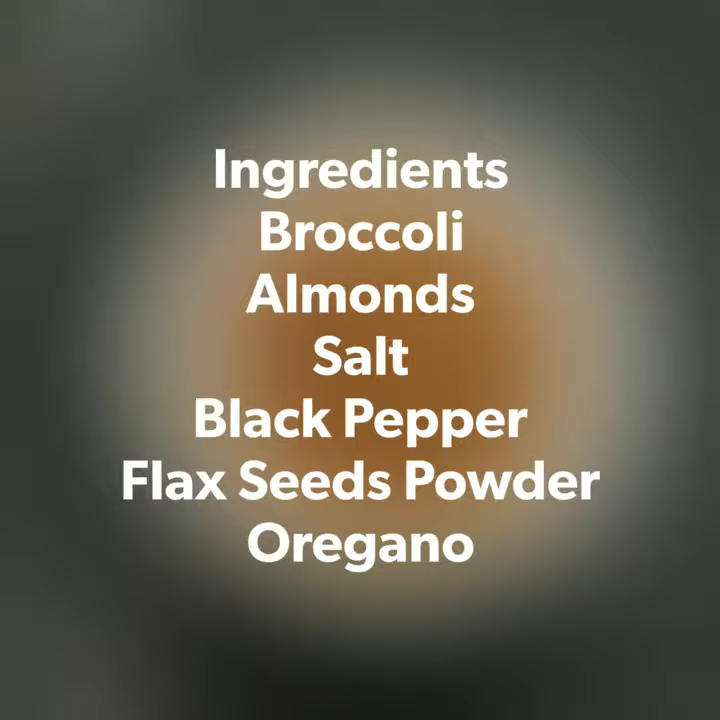 Ingredients
Broccoli
Almonds
Salt
Black Pepper
Flax Seeds Powder
Oregano